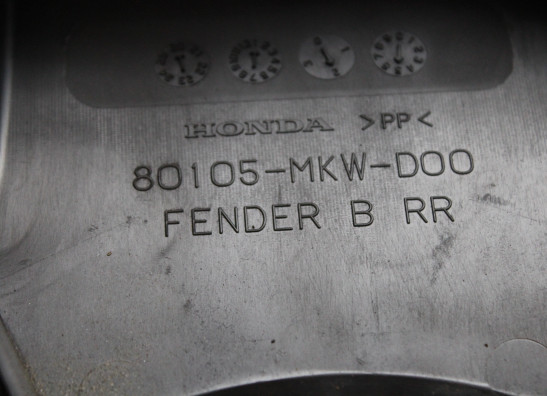 HONDA >PP<
80105-MKW-D00
FENDER B RR